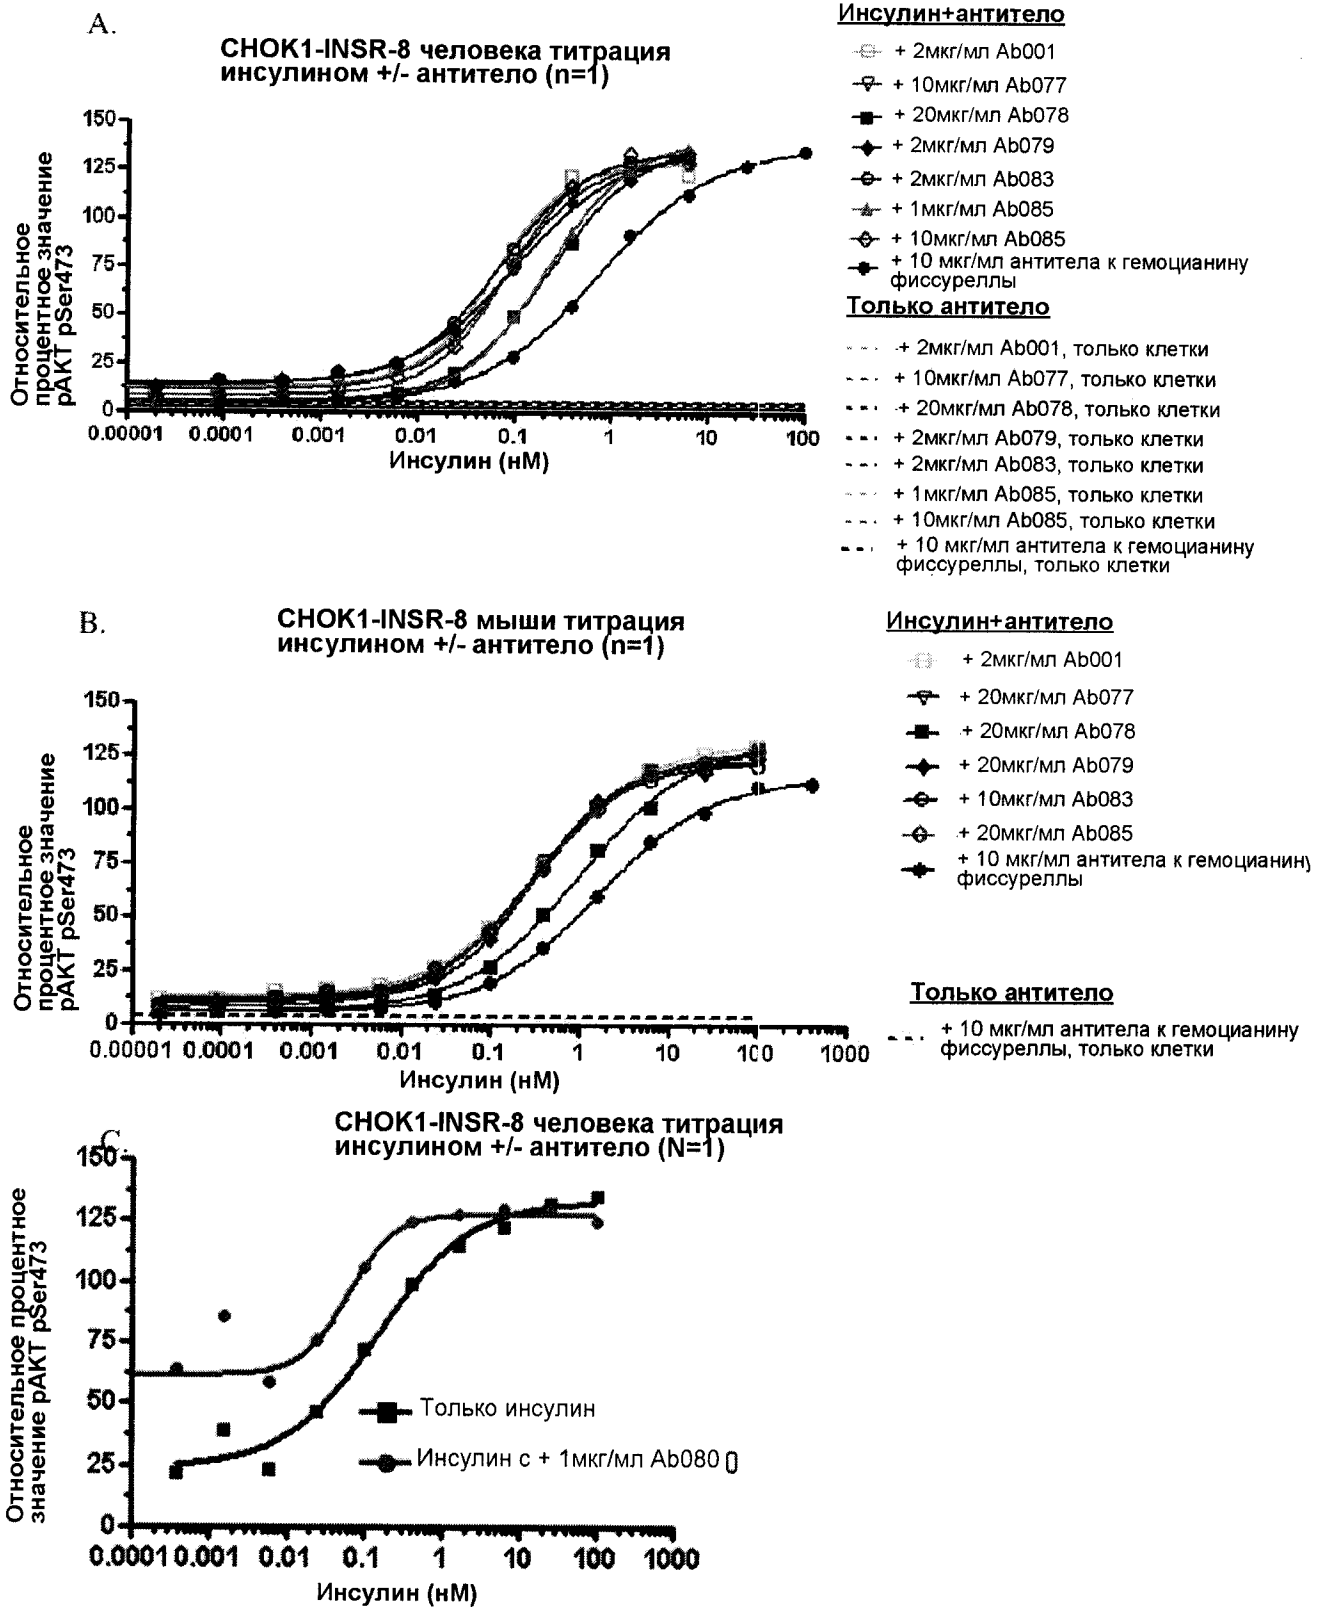 A.
CHOK1-INSR-8 человека титрация
инсулином +/- антитело (n=1)
Относительное
процентное значение
pAKT pSer473
150
125
100
75
50
25
0
0.00001
0.0001
0.001
0.01
0.1
1
10
100
Инсулин (нМ)
Инсулин+антитело
+ 2мкг/мл Ab001
+ 10мкг/мл Ab077
+ 20мкг/мл Ab078
+ 2мкг/мл Ab079
+ 2мкг/мл Ab083
+ 1мкг/мл Ab085
+ 10мкг/мл Ab085
+ 10 мкг/мл антитела к гемоцианину
фиссуреллы
Только антитело
+ 2мкг/мл Ab001, только клетки
+ 10мкг/мл Ab077, только клетки
+ 20мкг/мл Ab078, только клетки
+ 2мкг/мл Ab079, только клетки
+ 2мкг/мл Ab083, только клетки
+ 1мкг/мл Ab085, только клетки
+ 10мкг/мл Ab085, только клетки
+ 10 мкг/мл антитела к гемоцианину
фиссуреллы, только клетки
B.
CHOK1-INSR-8 мыши титрация
инсулином +/- антитело (n=1)
Относительное
процентное значение
pAKT pSer473
150
125
100
75
50
25
0
0.00001
0.0001
0.001
0.01
0.1
1
10
100
1000
Инсулин (нМ)
Инсулин+антитело
+ 2мкг/мл Ab001
+ 20мкг/мл Ab077
+ 20мкг/мл Ab078
+ 20мкг/мл Ab079
+ 10мкг/мл Ab083
+ 20мкг/мл Ab085
+ 10 мкг/мл антитела к гемоцианину
фиссуреллы
Только антитело
+ 10 мкг/мл антитела к гемоцианину
фиссуреллы, только клетки
C.
CHOK1-INSR-8 человека титрация
инсулином +/- антитело (N=1)
Относительное процентное
значение pAKT pSer473
150
125
100
75
50
25
0
0.0001
0.001
0.01
0.1
1
10
100
1000
Инсулин (нМ)
Только инсулин
Инсулин с + 1мкг/мл Ab080